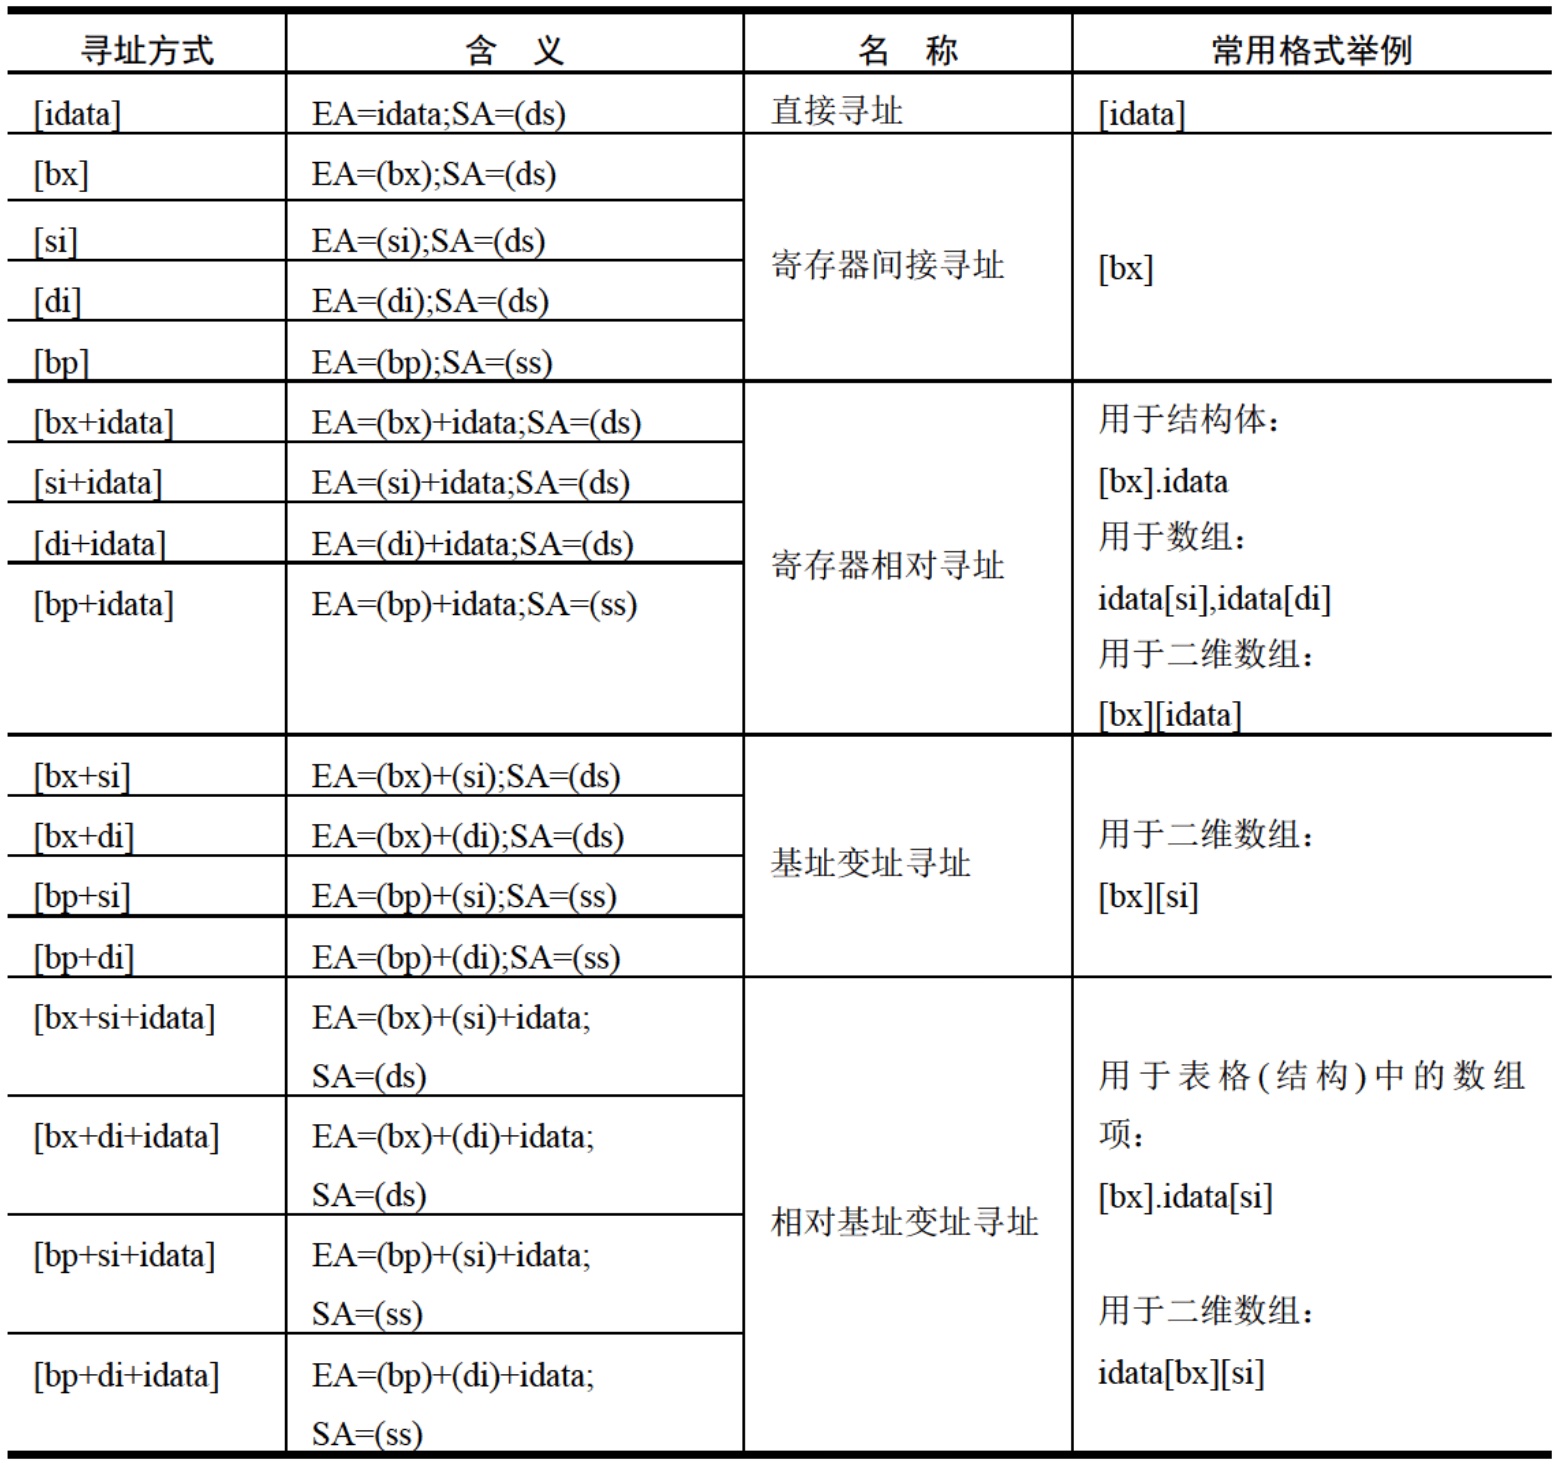 寻址方式 含 义 名 称 常用格式举例
[idata] EA=idata;SA=(ds) 直接寻址 [idata]
[bx] EA=(bx);SA=(ds)
[si] EA=(si);SA=(ds)
寄存器间接寻址 [bx]
[di] EA=(di);SA=(ds)
[bp] EA=(bp);SA=(ss)
[bx+idata] EA=(bx)+idata;SA=(ds) 用于结构体：
[si+idata] EA=(si)+idata;SA=(ds) [bx].idata
[di+idata] EA=(di)+idata;SA=(ds) 用于数组：
寄存器相对寻址
[bp+idata] EA=(bp)+idata;SA=(ss) idata[si],idata[di]
用于二维数组：
[bx][idata]
[bx+si] EA=(bx)+(si);SA=(ds)
[bx+di] EA=(bx)+(di);SA=(ds) 用于二维数组：
基址变址寻址
[bp+si] EA=(bp)+(si);SA=(ss) [bx][si]
[bp+di] EA=(bp)+(di);SA=(ss)
[bx+si+idata] EA=(bx)+(si)+idata;
SA=(ds) 用于表格(结构)中的数组
[bx+di+idata] EA=(bx)+(di)+idata; 项：
SA=(ds) [bx].idata[si]
相对基址变址寻址
[bp+si+idata] EA=(bp)+(si)+idata;
SA=(ss) 用于二维数组：
[bp+di+idata] EA=(bp)+(di)+idata; idata[bx][si]
SA=(ss)